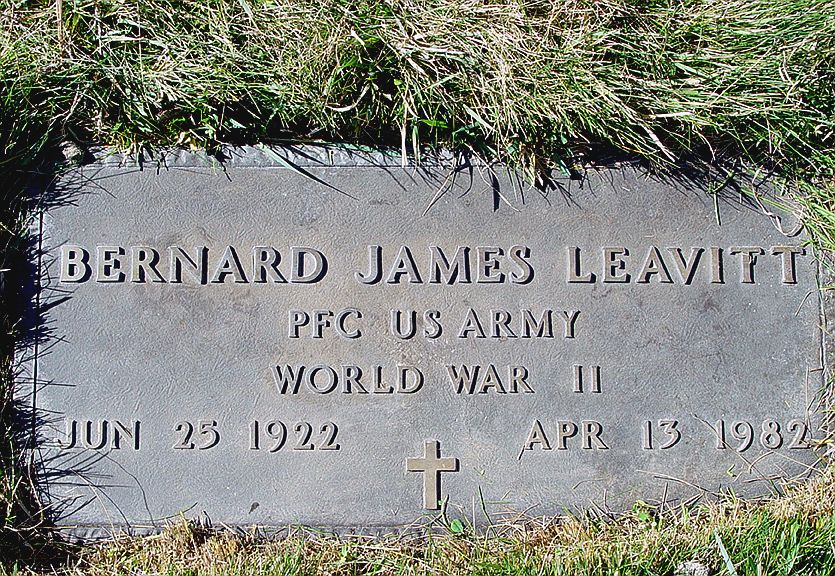 BERNARD JAMES LEAVITT
PFC US ARMY
WORLD WAR II
JUN 25 1922 APR 13 1982